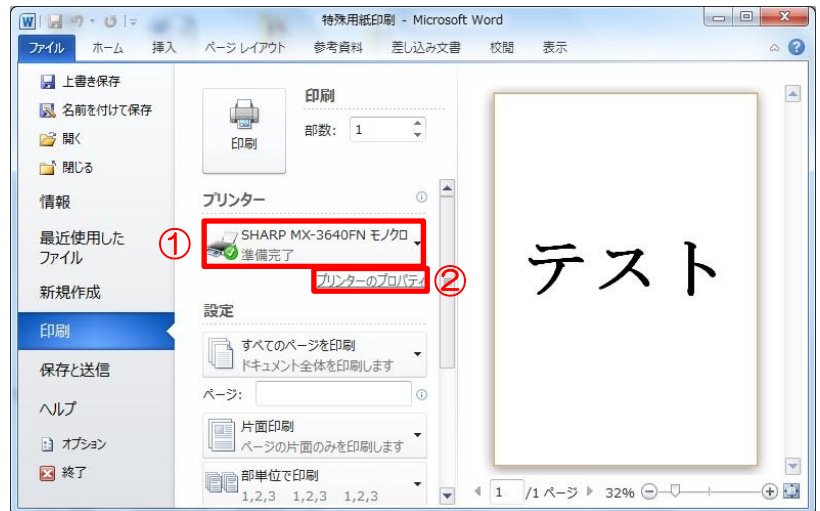 特殊用紙印刷 - Microsoft Word
ファイル ホーム 挿入 ページ レイアウト 参考資料 差し込み文書 校閲 表示
上書き保存
名前を付けて保存
開く
閉じる
情報
最近使用した
ファイル
新規作成
印刷
保存と送信
ヘルプ
オプション
終了
印刷
印刷
部数: 1
プリンター
① SHARP MX-3640FN モノクロ
準備完了
プリンターのプロパティ ②
設定
すべてのページを印刷
ドキュメント全体を印刷します
ページ:
片面印刷
ページの片面のみを印刷します
部単位で印刷
1,2,3 1,2,3 1,2,3
テスト
1 /1 ページ 32%